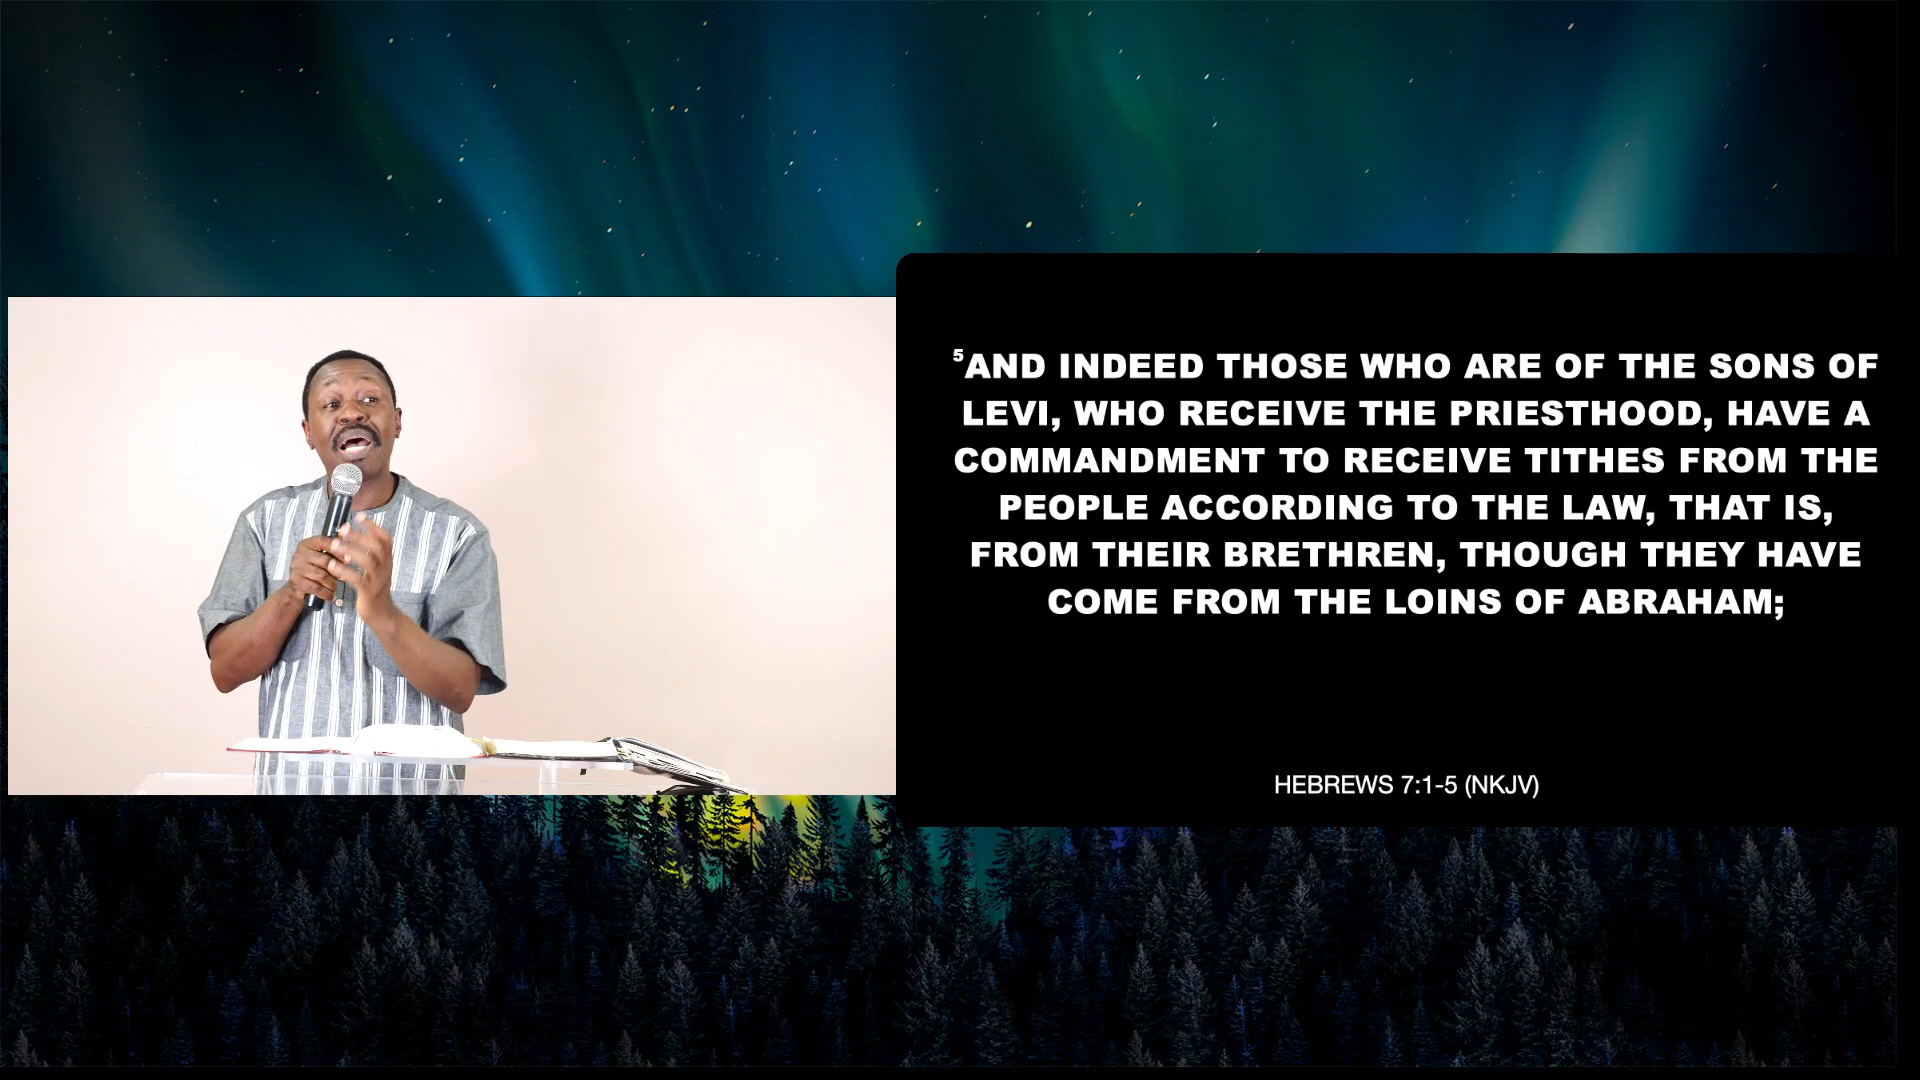 ⁵AND INDEED THOSE WHO ARE OF THE SONS OF
LEVI, WHO RECEIVE THE PRIESTHOOD, HAVE A
COMMANDMENT TO RECEIVE TITHES FROM THE
PEOPLE ACCORDING TO THE LAW, THAT IS,
FROM THEIR BRETHREN, THOUGH THEY HAVE
COME FROM THE LOINS OF ABRAHAM;
HEBREWS 7:1-5 (NKJV)